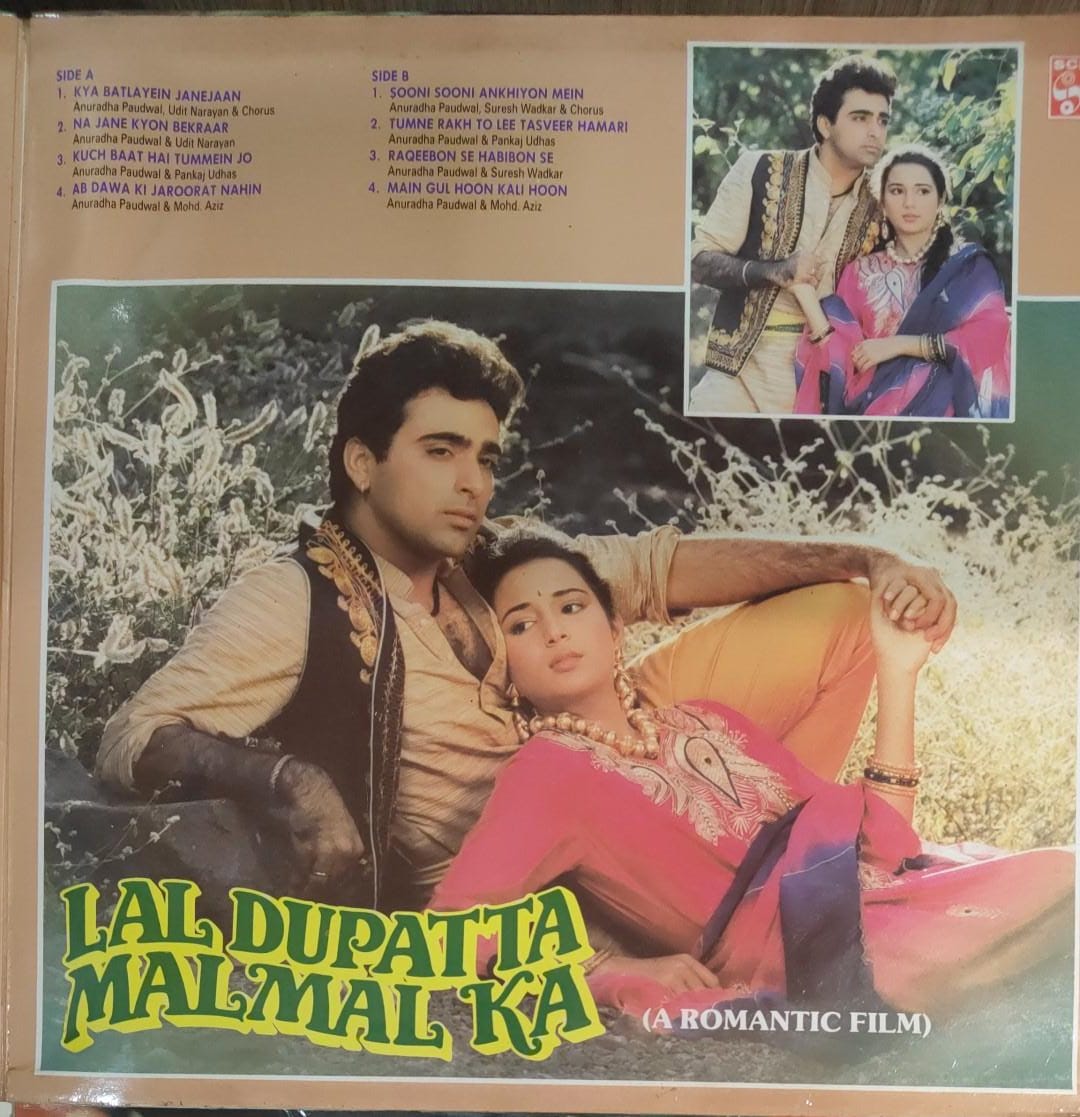 SIDE A
1. KYA BATLAYEIN JANEJAAN
Anuradha Paudwal, Udit Narayan & Chorus
2. NA JANE KYON BEKRAAR
Anuradha Paudwal & Udit Narayan
3. KUCH BAAT HAI TUMMEIN JO
Anuradha Paudwal & Pankaj Udhas
4. AB DAWA KI JAROORAT NAHIN
Anuradha Paudwal & Mohd. Aziz
SIDE B
1. SOONI SOONI ANKHIYON MEIN
Anuradha Paudwal, Suresh Wadkar & Chorus
2. TUMNE RAKH TO LEE TASVEER HAMARI
Anuradha Paudwal & Pankaj Udhas
3. RAQEEBON SE HABIBON SE
Anuradha Paudwal & Suresh Wadkar
4. MAIN GUL HOON KALI HOON
Anuradha Paudwal & Mohd. Aziz
LAL DUPATTA
MALMAL KA
(A ROMANTIC FILM)